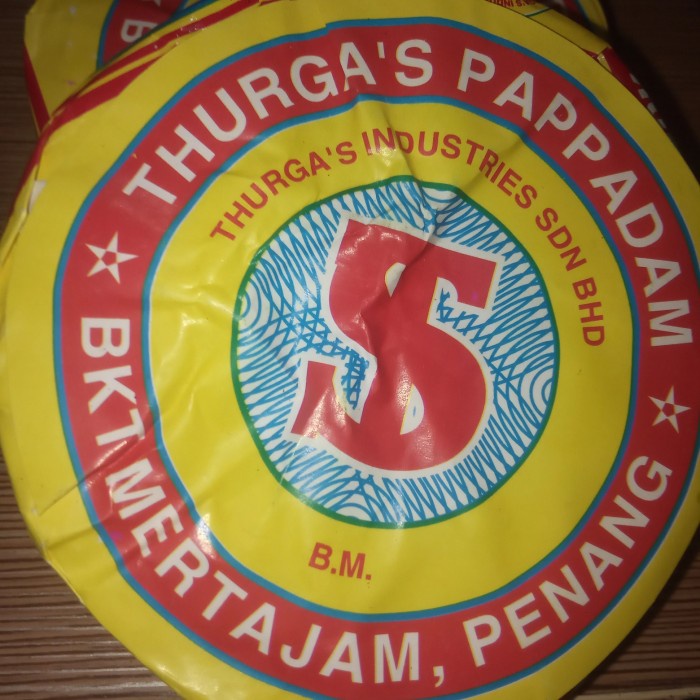 THURGA'S PAPPADAM
THURGA'S INDUSTRIES SDN BHD
S
B.M.
BKT MERTAJAM, PENANG